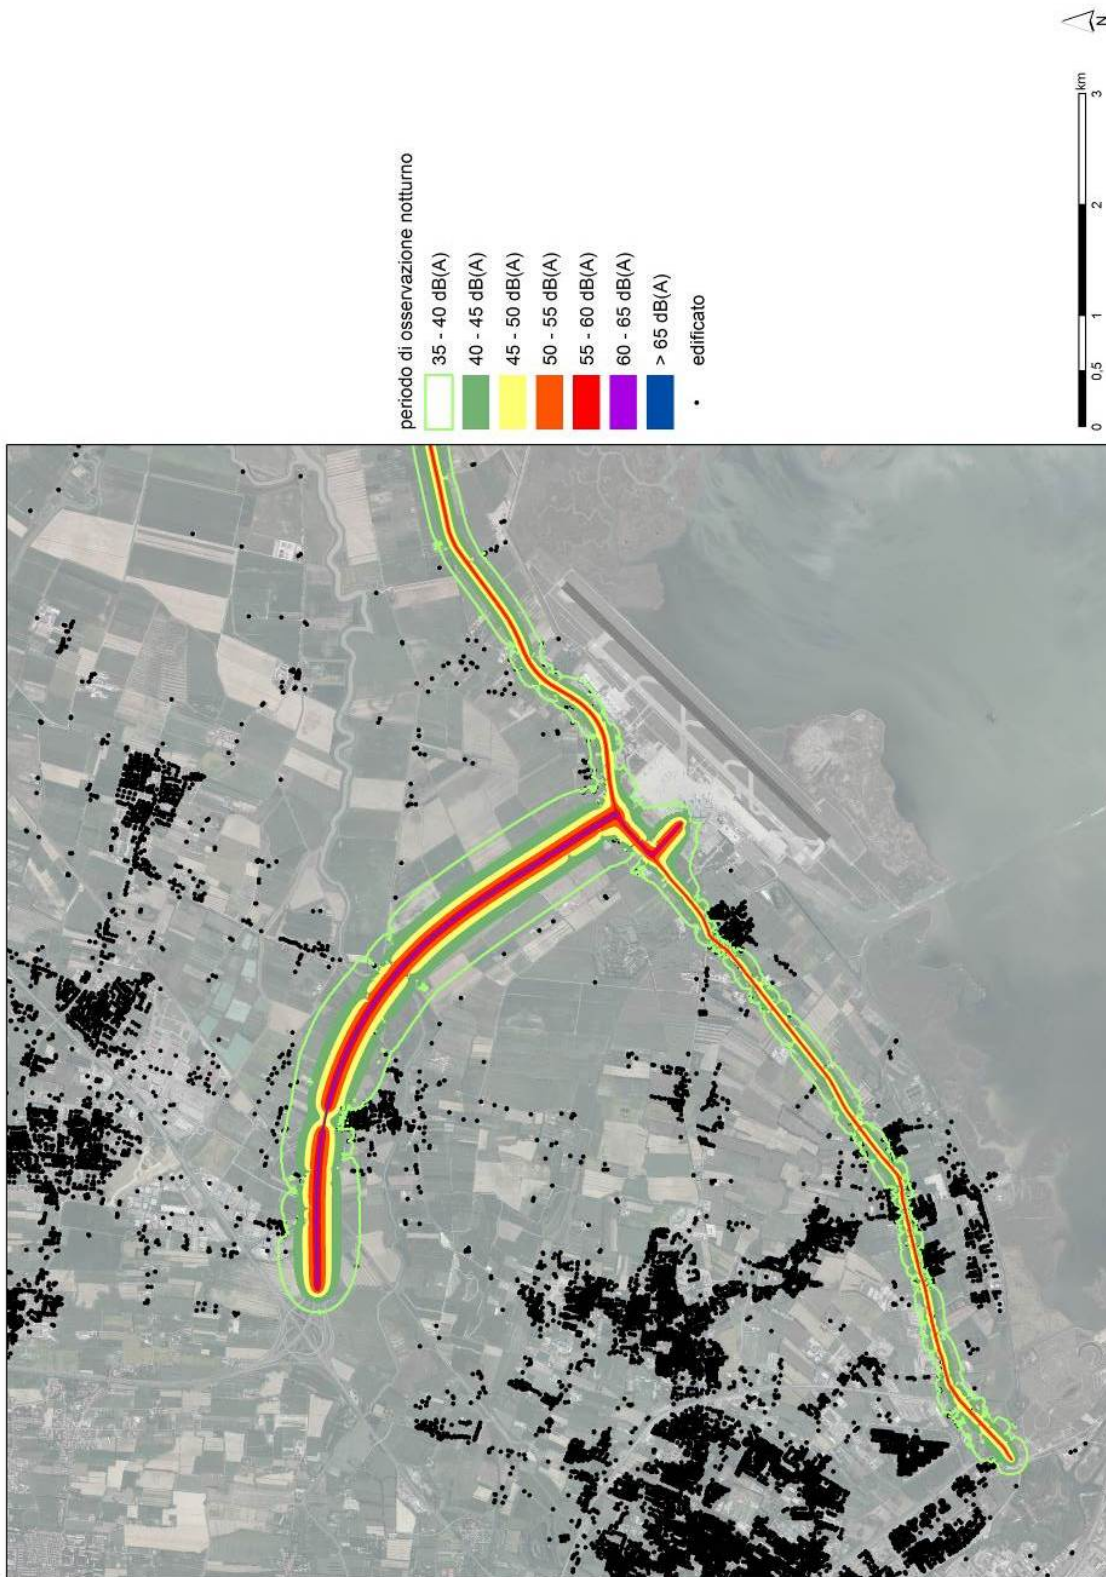 periodo di osservazione notturno
35 - 40 dB(A)
40 - 45 dB(A)
45 - 50 dB(A)
50 - 55 dB(A)
55 - 60 dB(A)
60 - 65 dB(A)
> 65 dB(A)
edificato
km
0 0.5 1 2 3
N